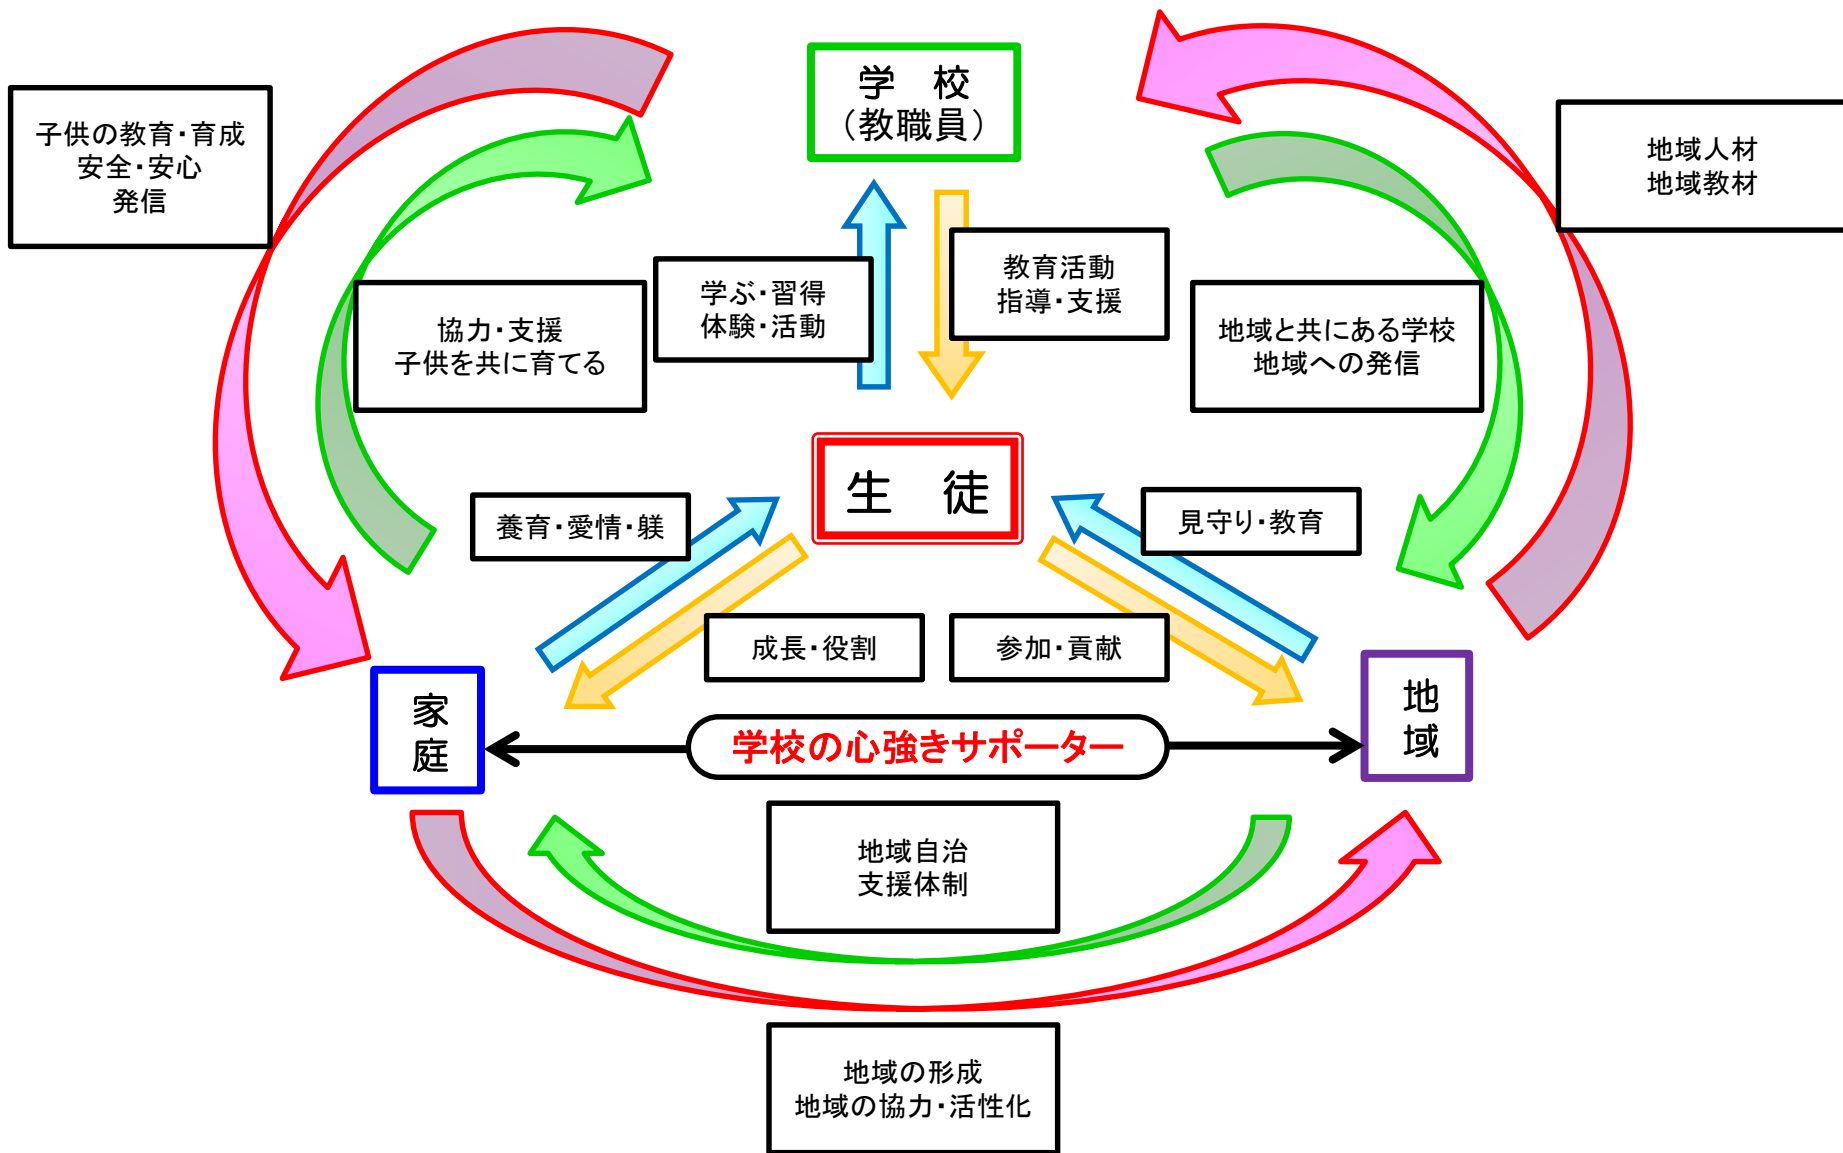 学　校
（教職員）
子供の教育・育成
安全・安心
発信
地域人材
地域教材
協力・支援
子供を共に育てる
学ぶ・習得
体験・活動
教育活動
指導・支援
地域と共にある学校
地域への発信
生　徒
養育・愛情・躾
見守り・教育
成長・役割
参加・貢献
家
庭
学校の心強きサポーター
地
域
地域自治
支援体制
地域の形成
地域の協力・活性化